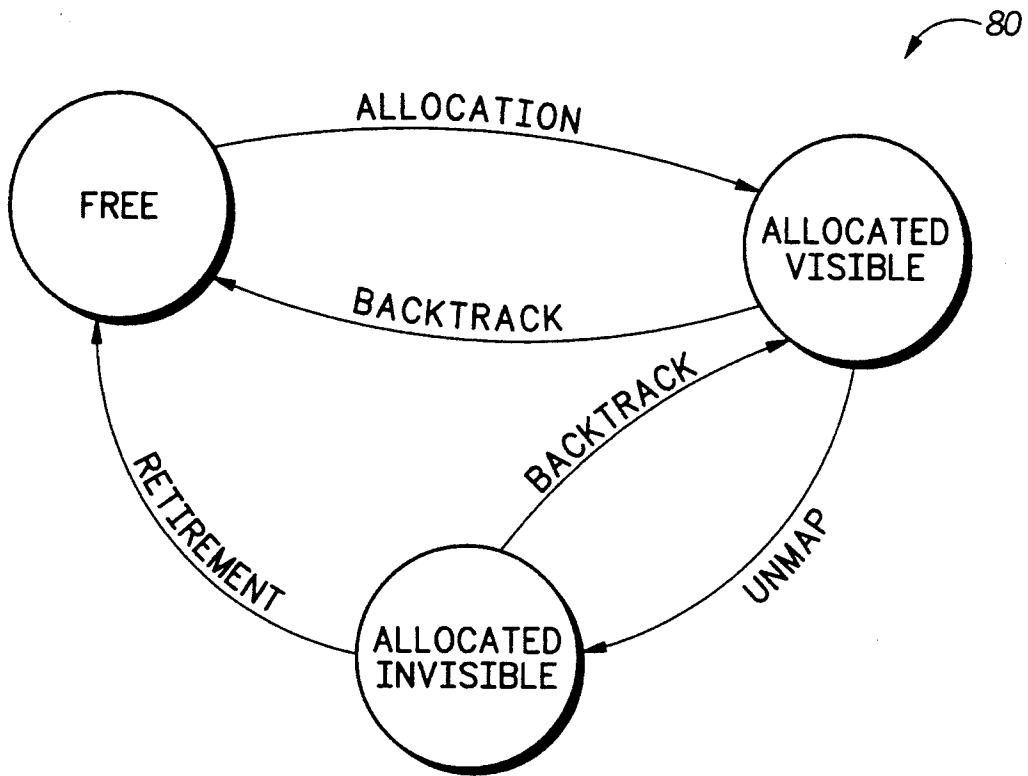 80
ALLOCATION
FREE
ALLOCATED
VISIBLE
BACKTRACK
BACKTRACK
RETIREMENT
UNMAP
ALLOCATED
INVISIBLE